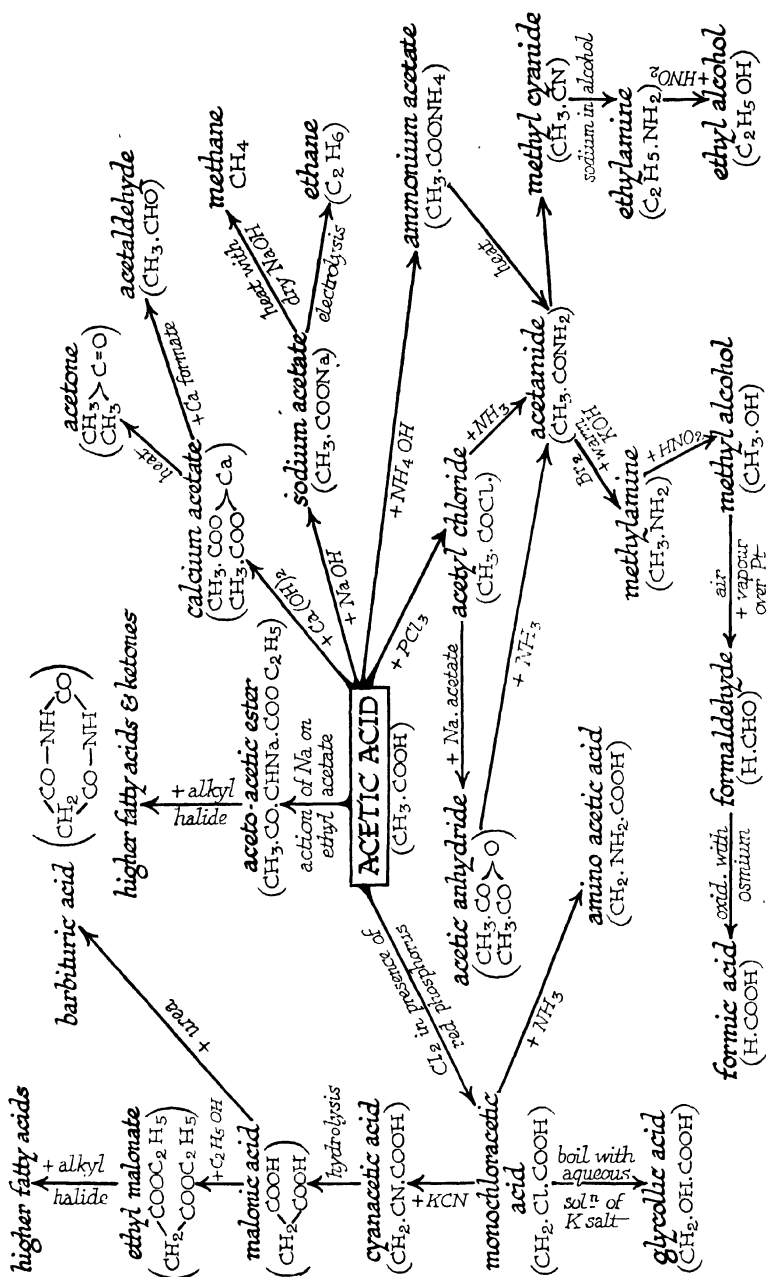 higher fatty acids
+ alkyl
halide
ethyl malonate
CH2
COOC2H5
COOC2H5
+ C2H5OH
malonic acid
CH2
COOH
COOH
hydrolysis
cyanacetic acid
(CH2.CN.COOH)
+KCN
monochloracetic
acid
(CH2.Cl.COOH)
boil with
aqueous
solⁿ of
K salt
glycollic acid
(CH2.OH.COOH)
+ urea
barbituric acid
CH2
CO—NH
CO—NH
CO
higher fatty acids & ketones
+ alkyl
halide
aceto-acetic ester
(CH3.CO.CHNa.COO C2H5)
action of Na on
ethyl acetate
ACETIC ACID
(CH3.COOH)
Cl2 in presence of
red phosphorus
+ NH3
amino acetic acid
(CH2.NH2.COOH)
acetone
CH3
CH3
>C=O
heat
acetaldehyde
(CH3.CHO)
+ Ca formate
calcium acetate
CH3.COO
CH3.COO
>Ca
+ Ca(OH)2
methane
CH4
heat with
dry NaOH
ethane
(C2H6)
electrolysis
sodium acetate
(CH3.COONa)
+ NaOH
ammonium acetate
(CH3.COONH4)
+ NH4OH
heat
acetyl chloride
(CH3.COCl.)
+ PCl3
+ NH3
+ Na. acetate
acetic anhydride
CH3.CO
CH3.CO
>O
+ NH3
acetamide
(CH3.CONH2)
methyl cyanide
(CH3.CN)
sodium in alcohol
ethylamine
(C2H5.NH2)
+HNO2
ethyl alcohol
(C2H5OH)
Br2
+ warm
KOH
methylamine
(CH3.NH2)
+ HNO2
methyl alcohol
(CH3.OH)
air
+ vapour
over Pt
formaldehyde
(H.CHO)
oxid. with
osmium
formic acid
(H.COOH)